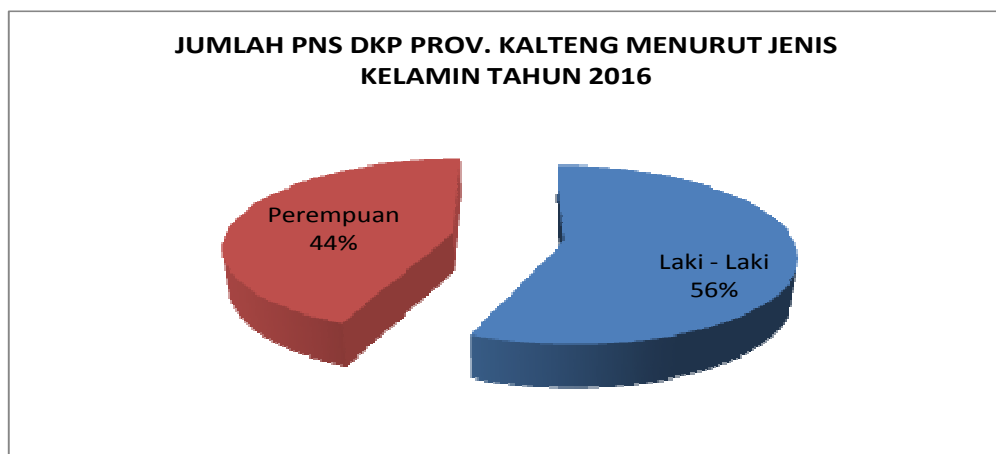 JUMLAH PNS DKP PROV. KALTENG MENURUT JENIS
KELAMIN TAHUN 2016
Perempuan
44%
Laki - Laki
56%